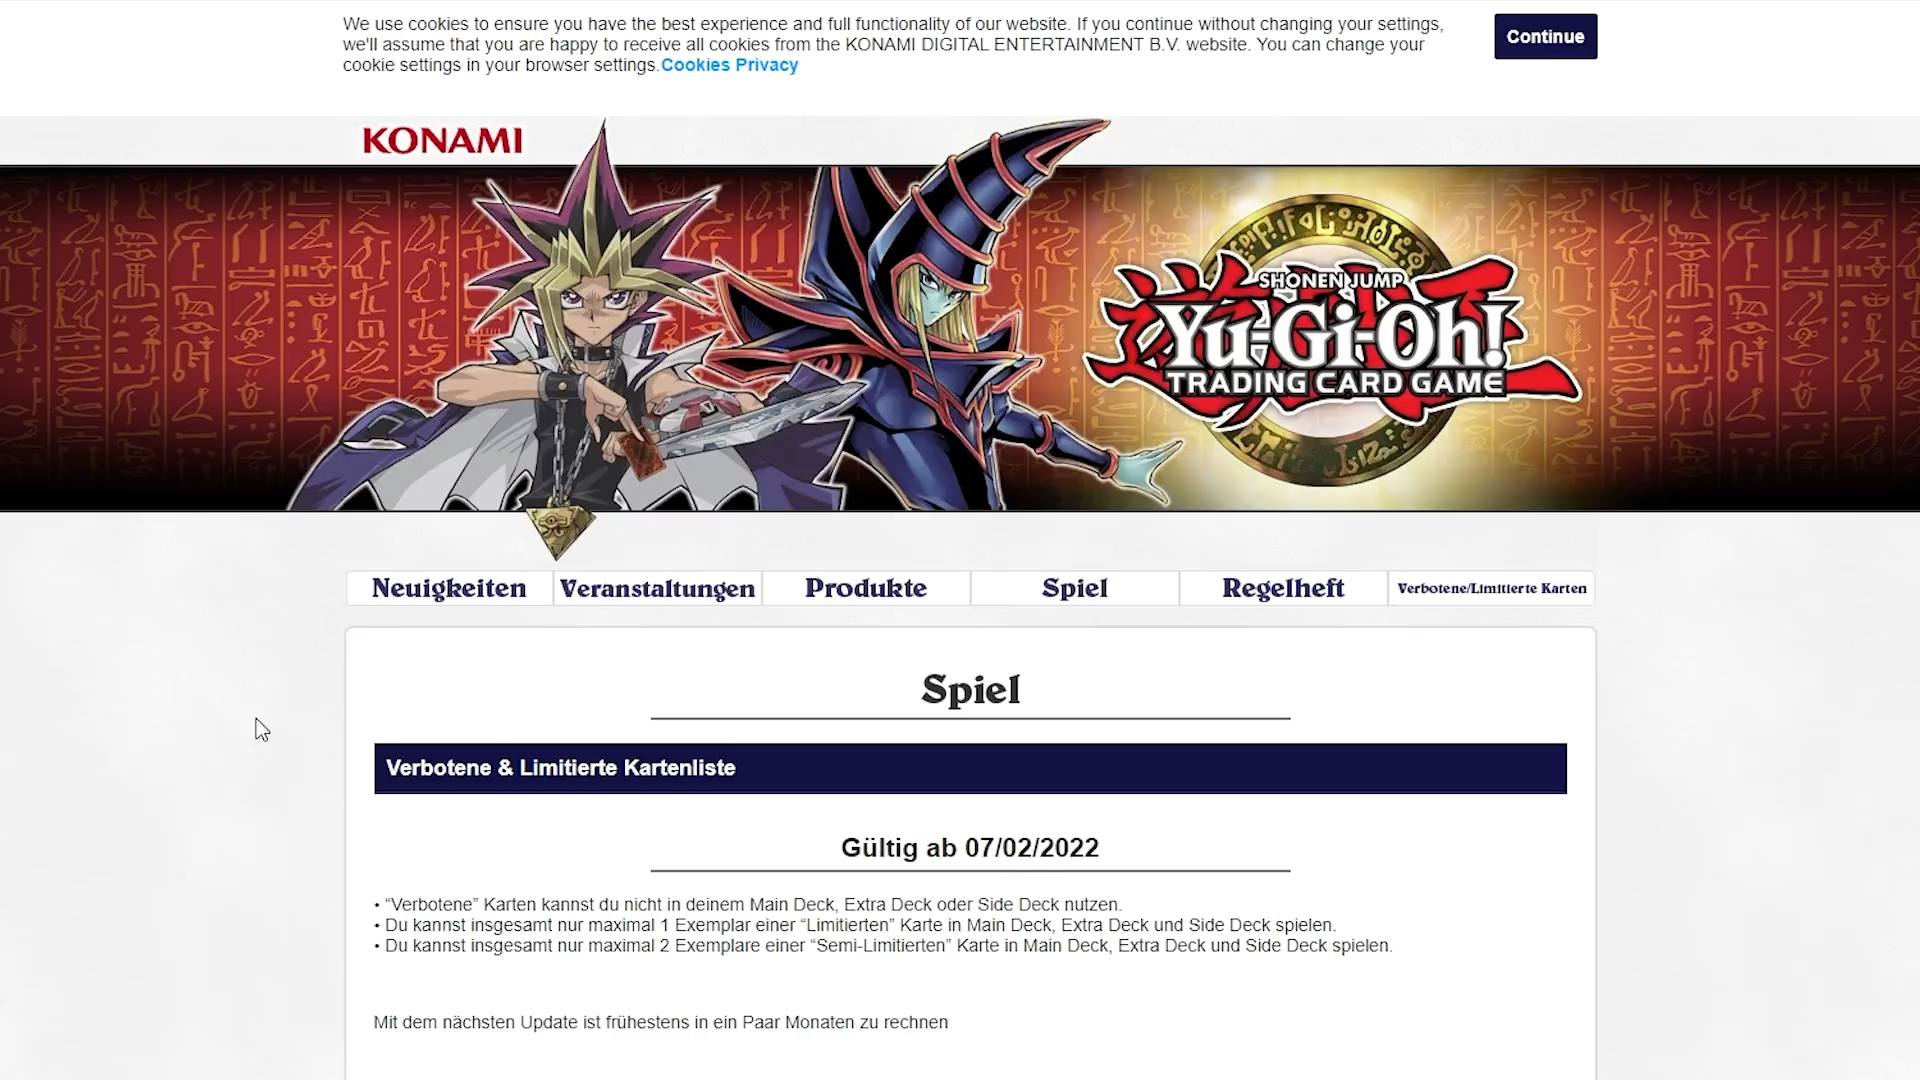 We use cookies to ensure you have the best experience and full functionality of our website. If you continue without changing your settings,
we'll assume that you are happy to receive all cookies from the KONAMI DIGITAL ENTERTAINMENT B.V. website. You can change your
cookie settings in your browser settings.Cookies Privacy
Continue
KONAMI
SHONEN JUMP
Yu-Gi-Oh!
TRADING CARD GAME
Neuigkeiten
Veranstaltungen
Produkte
Spiel
Regelheft
Verbotene/Limitierte Karten
Spiel
Verbotene & Limitierte Kartenliste
Gültig ab 07/02/2022
• “Verbotene” Karten kannst du nicht in deinem Main Deck, Extra Deck oder Side Deck nutzen.
• Du kannst insgesamt nur maximal 1 Exemplar einer “Limitierten” Karte in Main Deck, Extra Deck und Side Deck spielen.
• Du kannst insgesamt nur maximal 2 Exemplare einer “Semi-Limitierten” Karte in Main Deck, Extra Deck und Side Deck spielen.
Mit dem nächsten Update ist frühestens in ein Paar Monaten zu rechnen